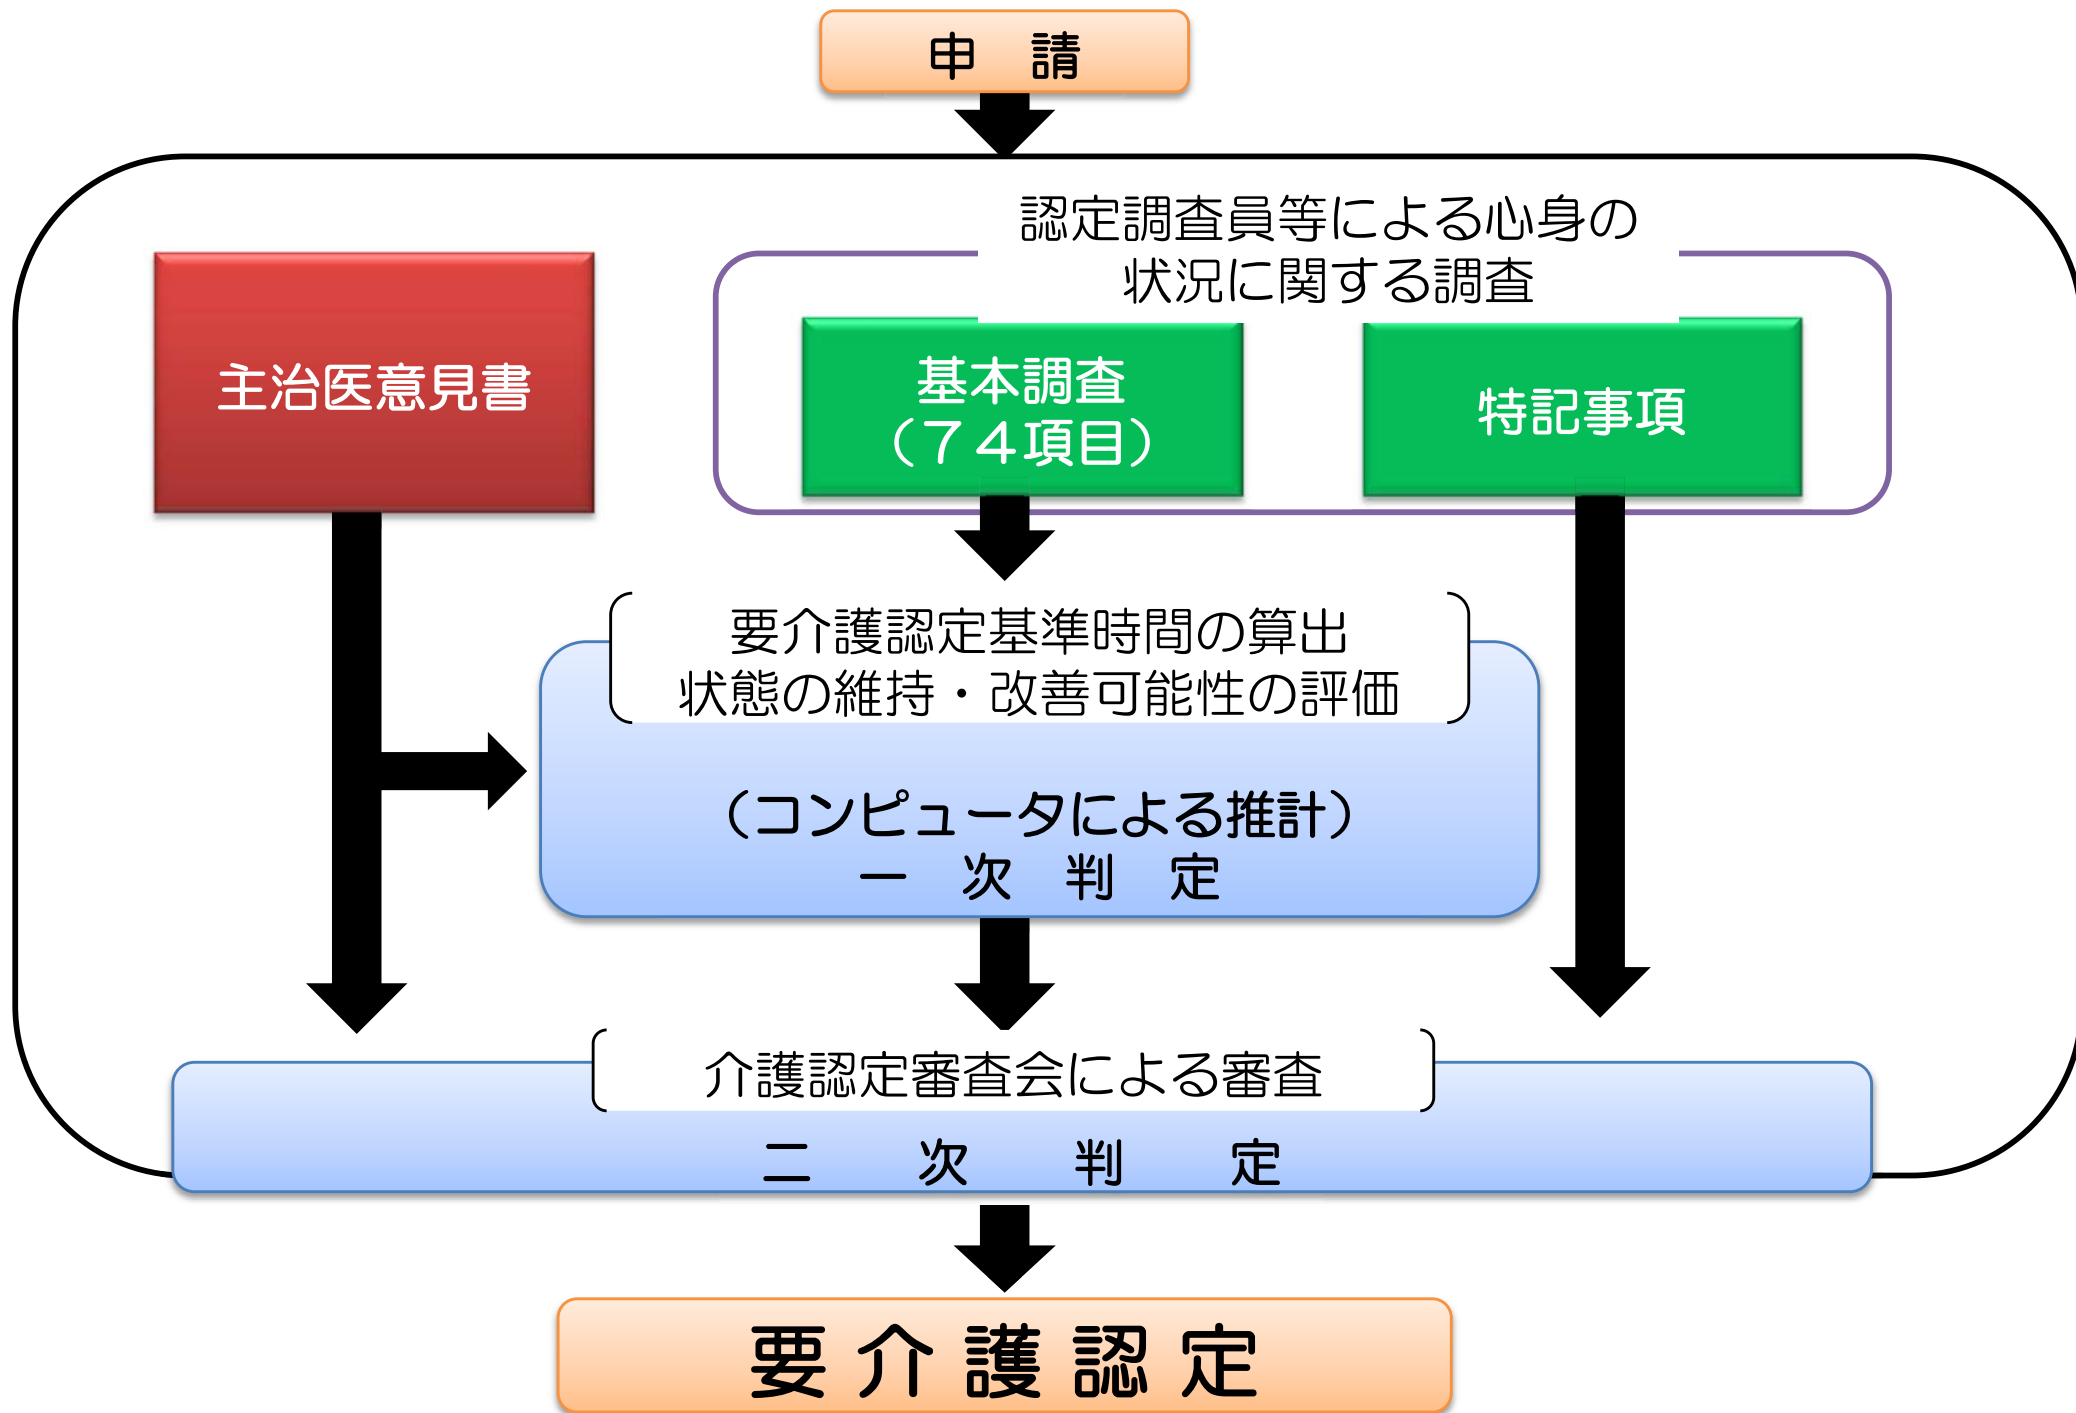 申　請
認定調査員等による心身の
状況に関する調査
主治医意見書
基本調査
（７４項目）
特記事項
要介護認定基準時間の算出
状態の維持・改善可能性の評価
（コンピュータによる推計）
一　次　判　定
介護認定審査会による審査
二　　次　　判　　定
要介護認定